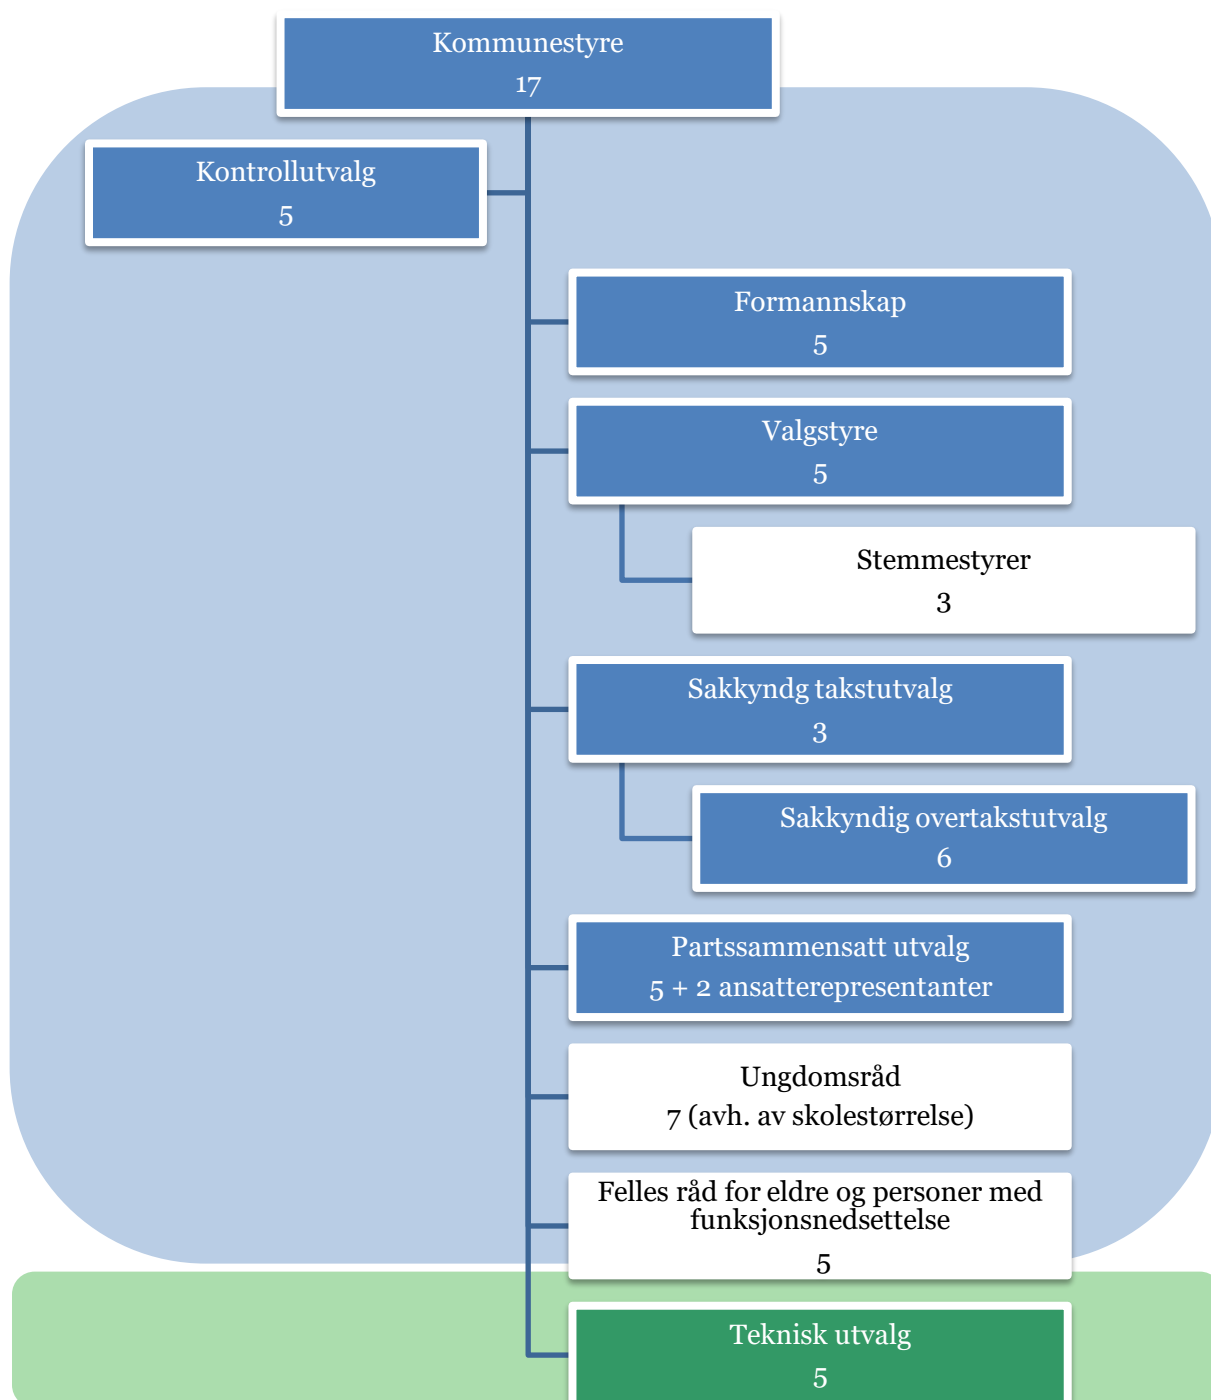 Kommunestyre
17
Kontrollutvalg
5
Formannskap
5
Valgstyre
5
Stemmestyrer
3
Sakkyndg takstutvalg
3
Sakkyndig overtakstutvalg
6
Partssammensatt utvalg
5 + 2 ansatterepresentanter
Ungdomsråd
7 (avh. av skolestørrelse)
Felles råd for eldre og personer med
funksjonsnedsettelse
5
Teknisk utvalg
5